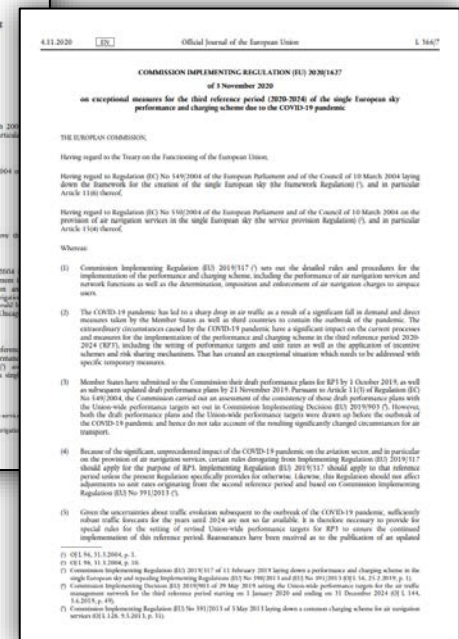 4.11.2020
EN
Official Journal of the European Union
L 366/7
COMMISSION IMPLEMENTING REGULATION (EU) 2020/1627
of 3 November 2020
on exceptional measures for the third reference period (2020-2024) of the single European sky
performance and charging scheme due to the COVID-19 pandemic
THE EUROPEAN COMMISSION,
Having regard to the Treaty on the Functioning of the European Union,
Having regard to Regulation (EC) No 549/2004 of the European Parliament and of the Council of 10 March 2004 laying
down the framework for the creation of the single European sky (the framework Regulation) (¹), and in particular
Article 11(6) thereof,
Having regard to Regulation (EC) No 550/2004 of the European Parliament and of the Council of 10 March 2004 on the
provision of air navigation services in the single European sky (the service provision Regulation) (²), and in particular
Article 15(4) thereof,
Whereas:
(1) Commission Implementing Regulation (EU) 2019/317 (³) sets out the detailed rules and procedures for the
implementation of the performance and charging scheme, including the performance of air navigation services and
network functions as well as the determination, imposition and enforcement of air navigation charges to airspace
users.
(2) The COVID-19 pandemic has led to a sharp drop in air traffic as a result of a significant fall in demand and direct
measures taken by the Member States as well as third countries to contain the outbreak of the pandemic. The
extraordinary circumstances caused by the COVID-19 pandemic have a significant impact on the current processes
and measures for the implementation of the performance and charging scheme in the third reference period 2020-
2024 ('RP3'), including the setting of performance targets and unit rates as well as the application of incentive
schemes and risk sharing mechanisms. That has created an exceptional situation which needs to be addressed with
specific temporary measures.
(3) Member States have submitted to the Commission their draft performance plans for RP3 by 1 October 2019, as well
as subsequent updated draft performance plans by 21 November 2019. Pursuant to Article 11(3) of Regulation (EC)
No 549/2004, the Commission carried out an assessment of the consistency of those draft performance plans with
the Union-wide performance targets set out in Commission Implementing Decision (EU) 2019/903 (⁴). However,
both the draft performance plans and the Union-wide performance targets were drawn up before the outbreak of
the COVID-19 pandemic and hence do not take account of the resulting significantly changed circumstances for air
transport.
(4) Because of the significant, unprecedented impact of the COVID-19 pandemic on the aviation sector, and in particular
on the provision of air navigation services, certain rules derogating from Implementing Regulation (EU) 2019/317
should apply for the purpose of RP3. Implementing Regulation (EU) 2019/317 should apply to that reference
period unless the present Regulation specifically provides for otherwise. Likewise, this Regulation should not affect
adjustments to unit rates originating from the second reference period and based on Commission Implementing
Regulation (EU) No 391/2013 (⁵).
(5) Given the uncertainties about traffic evolution subsequent to the outbreak of the COVID-19 pandemic, sufficiently
robust traffic forecasts for the years until 2024 are not so far available. It is therefore necessary to provide for
special rules for the setting of revised Union-wide performance targets for RP3 to ensure the continued
implementation of this reference period. Reassurances have been received as to the publication of an updated
(¹) OJ L 96, 31.3.2004, p. 1.
(²) OJ L 96, 31.3.2004, p. 10.
(³) Commission Implementing Regulation (EU) 2019/317 of 11 February 2019 laying down a performance and charging scheme in the
single European sky and repealing Implementing Regulations (EU) No 390/2013 and (EU) No 391/2013 (OJ L 56, 25.2.2019, p. 1).
(⁴) Commission Implementing Decision (EU) 2019/903 of 29 May 2019 setting the Union-wide performance targets for the air traffic
management network for the third reference period starting on 1 January 2020 and ending on 31 December 2024 (OJ L 144,
3.6.2019, p. 49).
(⁵) Commission Implementing Regulation (EU) No 391/2013 of 3 May 2013 laying down a common charging scheme for air navigation
services (OJ L 128, 9.5.2013, p. 31).